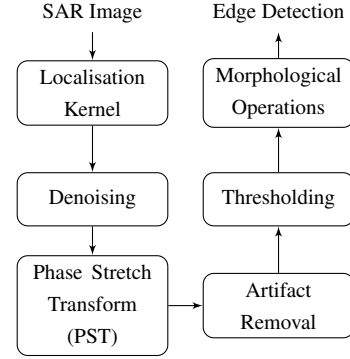 SAR Image
Localisation
Kernel
Denoising
Phase Stretch
Transform
(PST)
Artifact
Removal
Thresholding
Morphological
Operations
Edge Detection